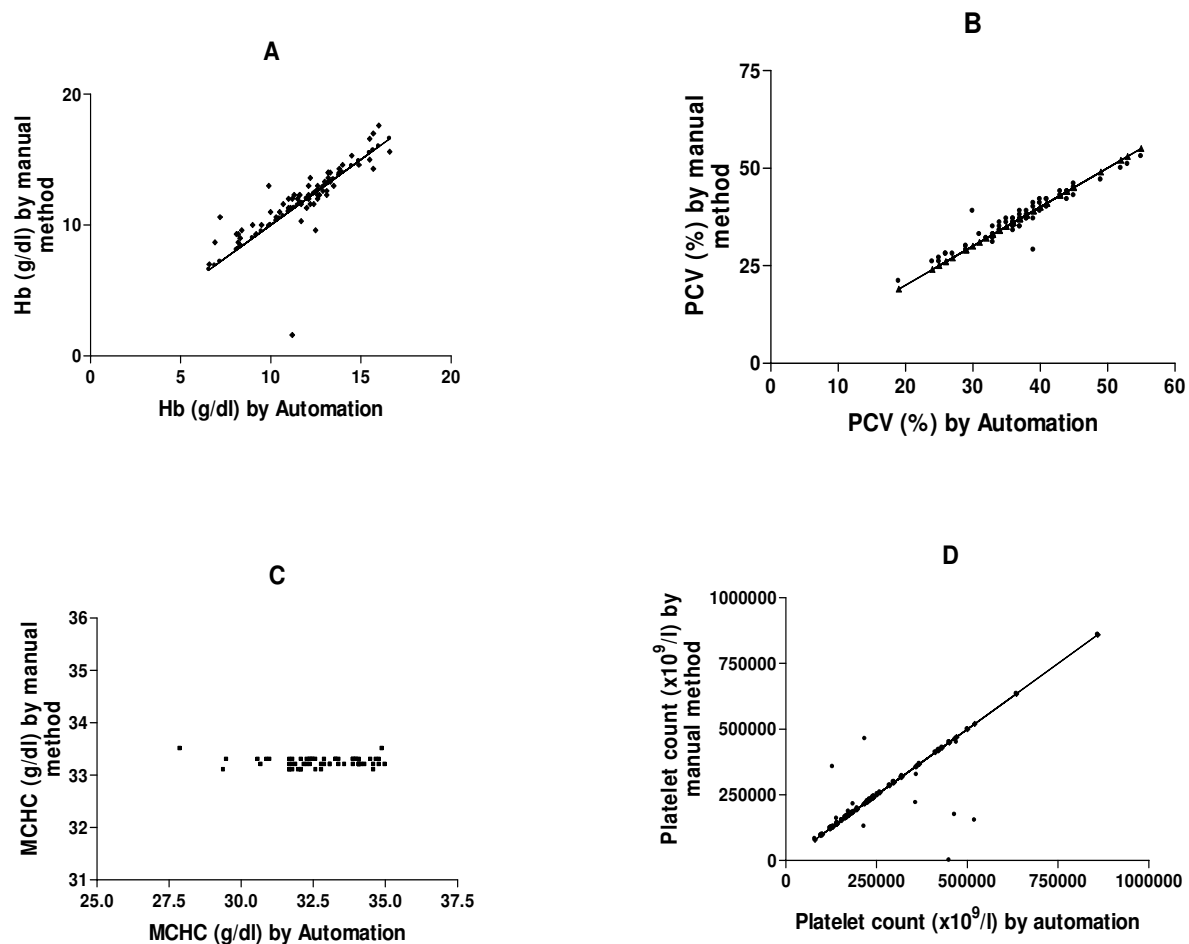 A
Hb (g/dl) by manual
method
20
10
0
0 5 10 15 20
Hb (g/dl) by Automation
B
PCV (%) by manual
method
75
50
25
0
0 10 20 30 40 50 60
PCV (%) by Automation
C
MCHC (g/dl) by manual
method
36
35
34
33
32
31
25.0 27.5 30.0 32.5 35.0 37.5
MCHC (g/dl) by Automation
D
Platelet count (x10⁹/l) by
manual method
1000000
750000
500000
250000
0
0 250000 500000 750000 1000000
Platelet count (x10⁹/l) by automation